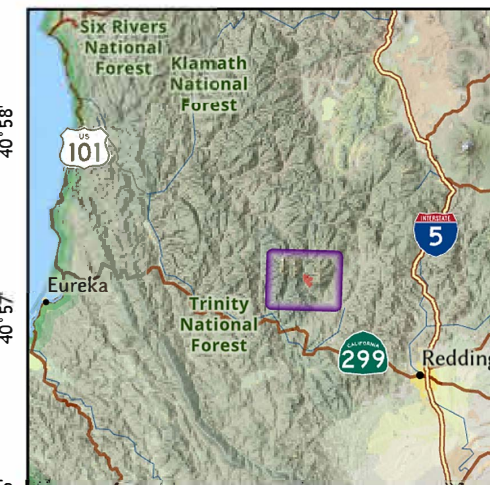 Six Rivers
National
Forest
Klamath
National
Forest
40°58'
US
101
INTERSTATE
5
Eureka
40°57'
Trinity
National
Forest
CALIFORNIA
299
Redding